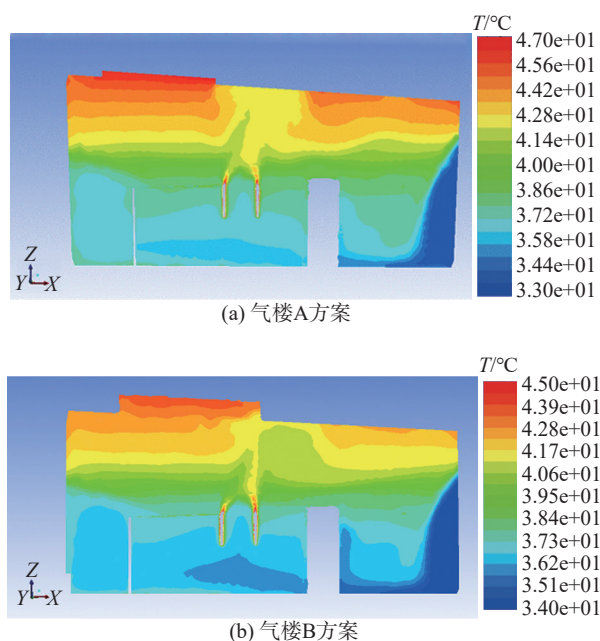 T/°C
4.70e+01
4.56e+01
4.42e+01
4.28e+01
4.14e+01
4.00e+01
3.86e+01
3.72e+01
3.58e+01
3.44e+01
3.30e+01
Z
Y X
(a) 气楼A方案
T/°C
4.50e+01
4.39e+01
4.28e+01
4.17e+01
4.06e+01
3.95e+01
3.84e+01
3.73e+01
3.62e+01
3.51e+01
3.40e+01
Z
Y X
(b) 气楼B方案